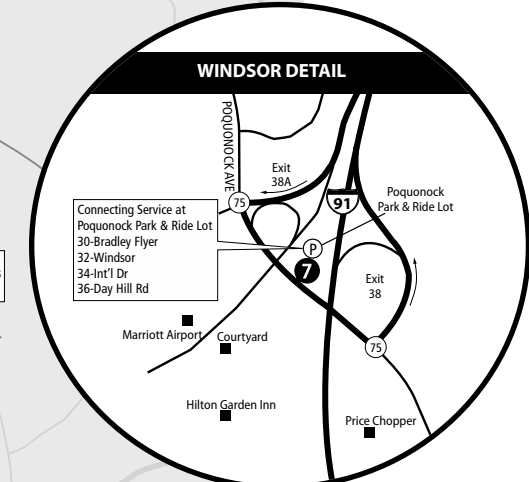 WINDSOR DETAIL
POQUONOCK AVE
Exit
38A
75
91
Poquonock
Park & Ride Lot
Connecting Service at
Poquonock Park & Ride Lot
30-Bradley Flyer
32-Windsor
34-Int'l Dr
36-Day Hill Rd
P
7
Exit
38
Marriott Airport
Courtyard
75
Hilton Garden Inn
Price Chopper